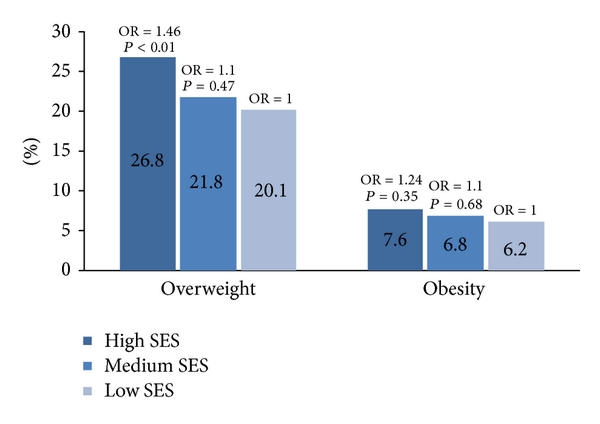 (%)
30
25
20
15
10
5
0
OR = 1.46
P < 0.01
26.8
OR = 1.1
P = 0.47
21.8
OR = 1
20.1
OR = 1.24
P = 0.35
7.6
OR = 1.1
P = 0.68
6.8
OR = 1
6.2
Overweight
Obesity
High SES
Medium SES
Low SES